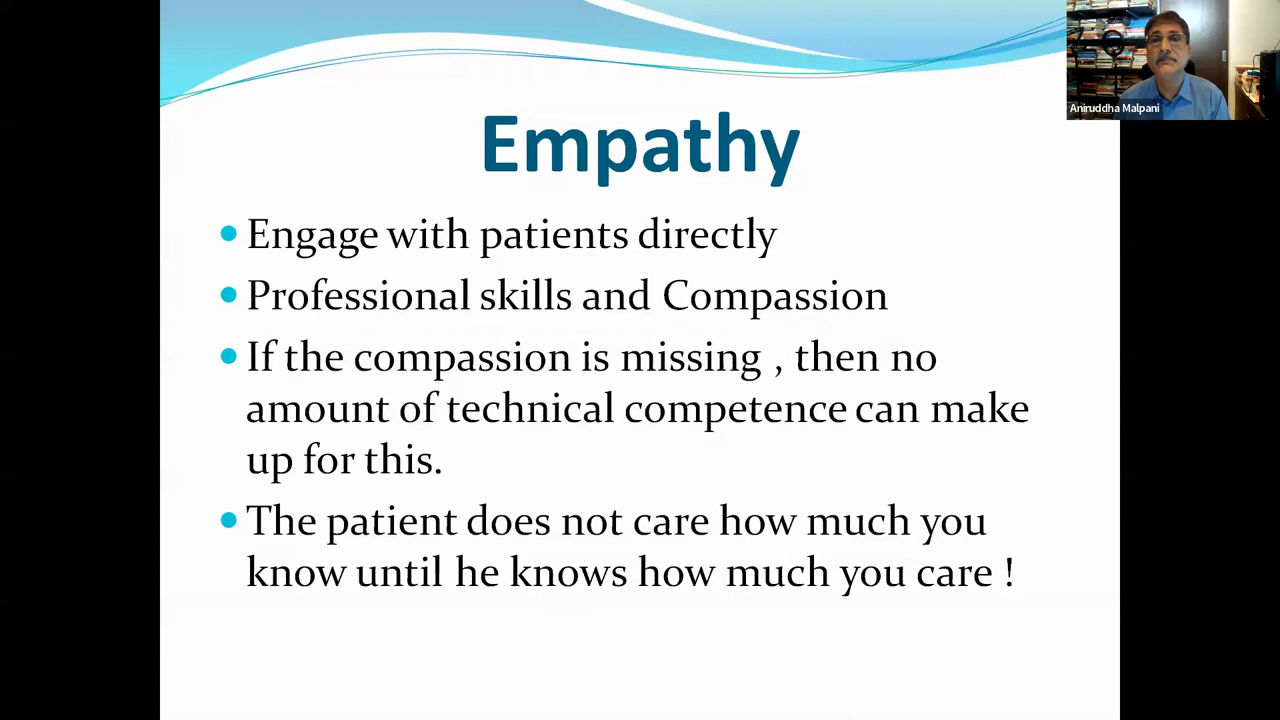 Aniruddha Malpani
Empathy
Engage with patients directly
Professional skills and Compassion
If the compassion is missing , then no
amount of technical competence can make
up for this.
The patient does not care how much you
know until he knows how much you care !